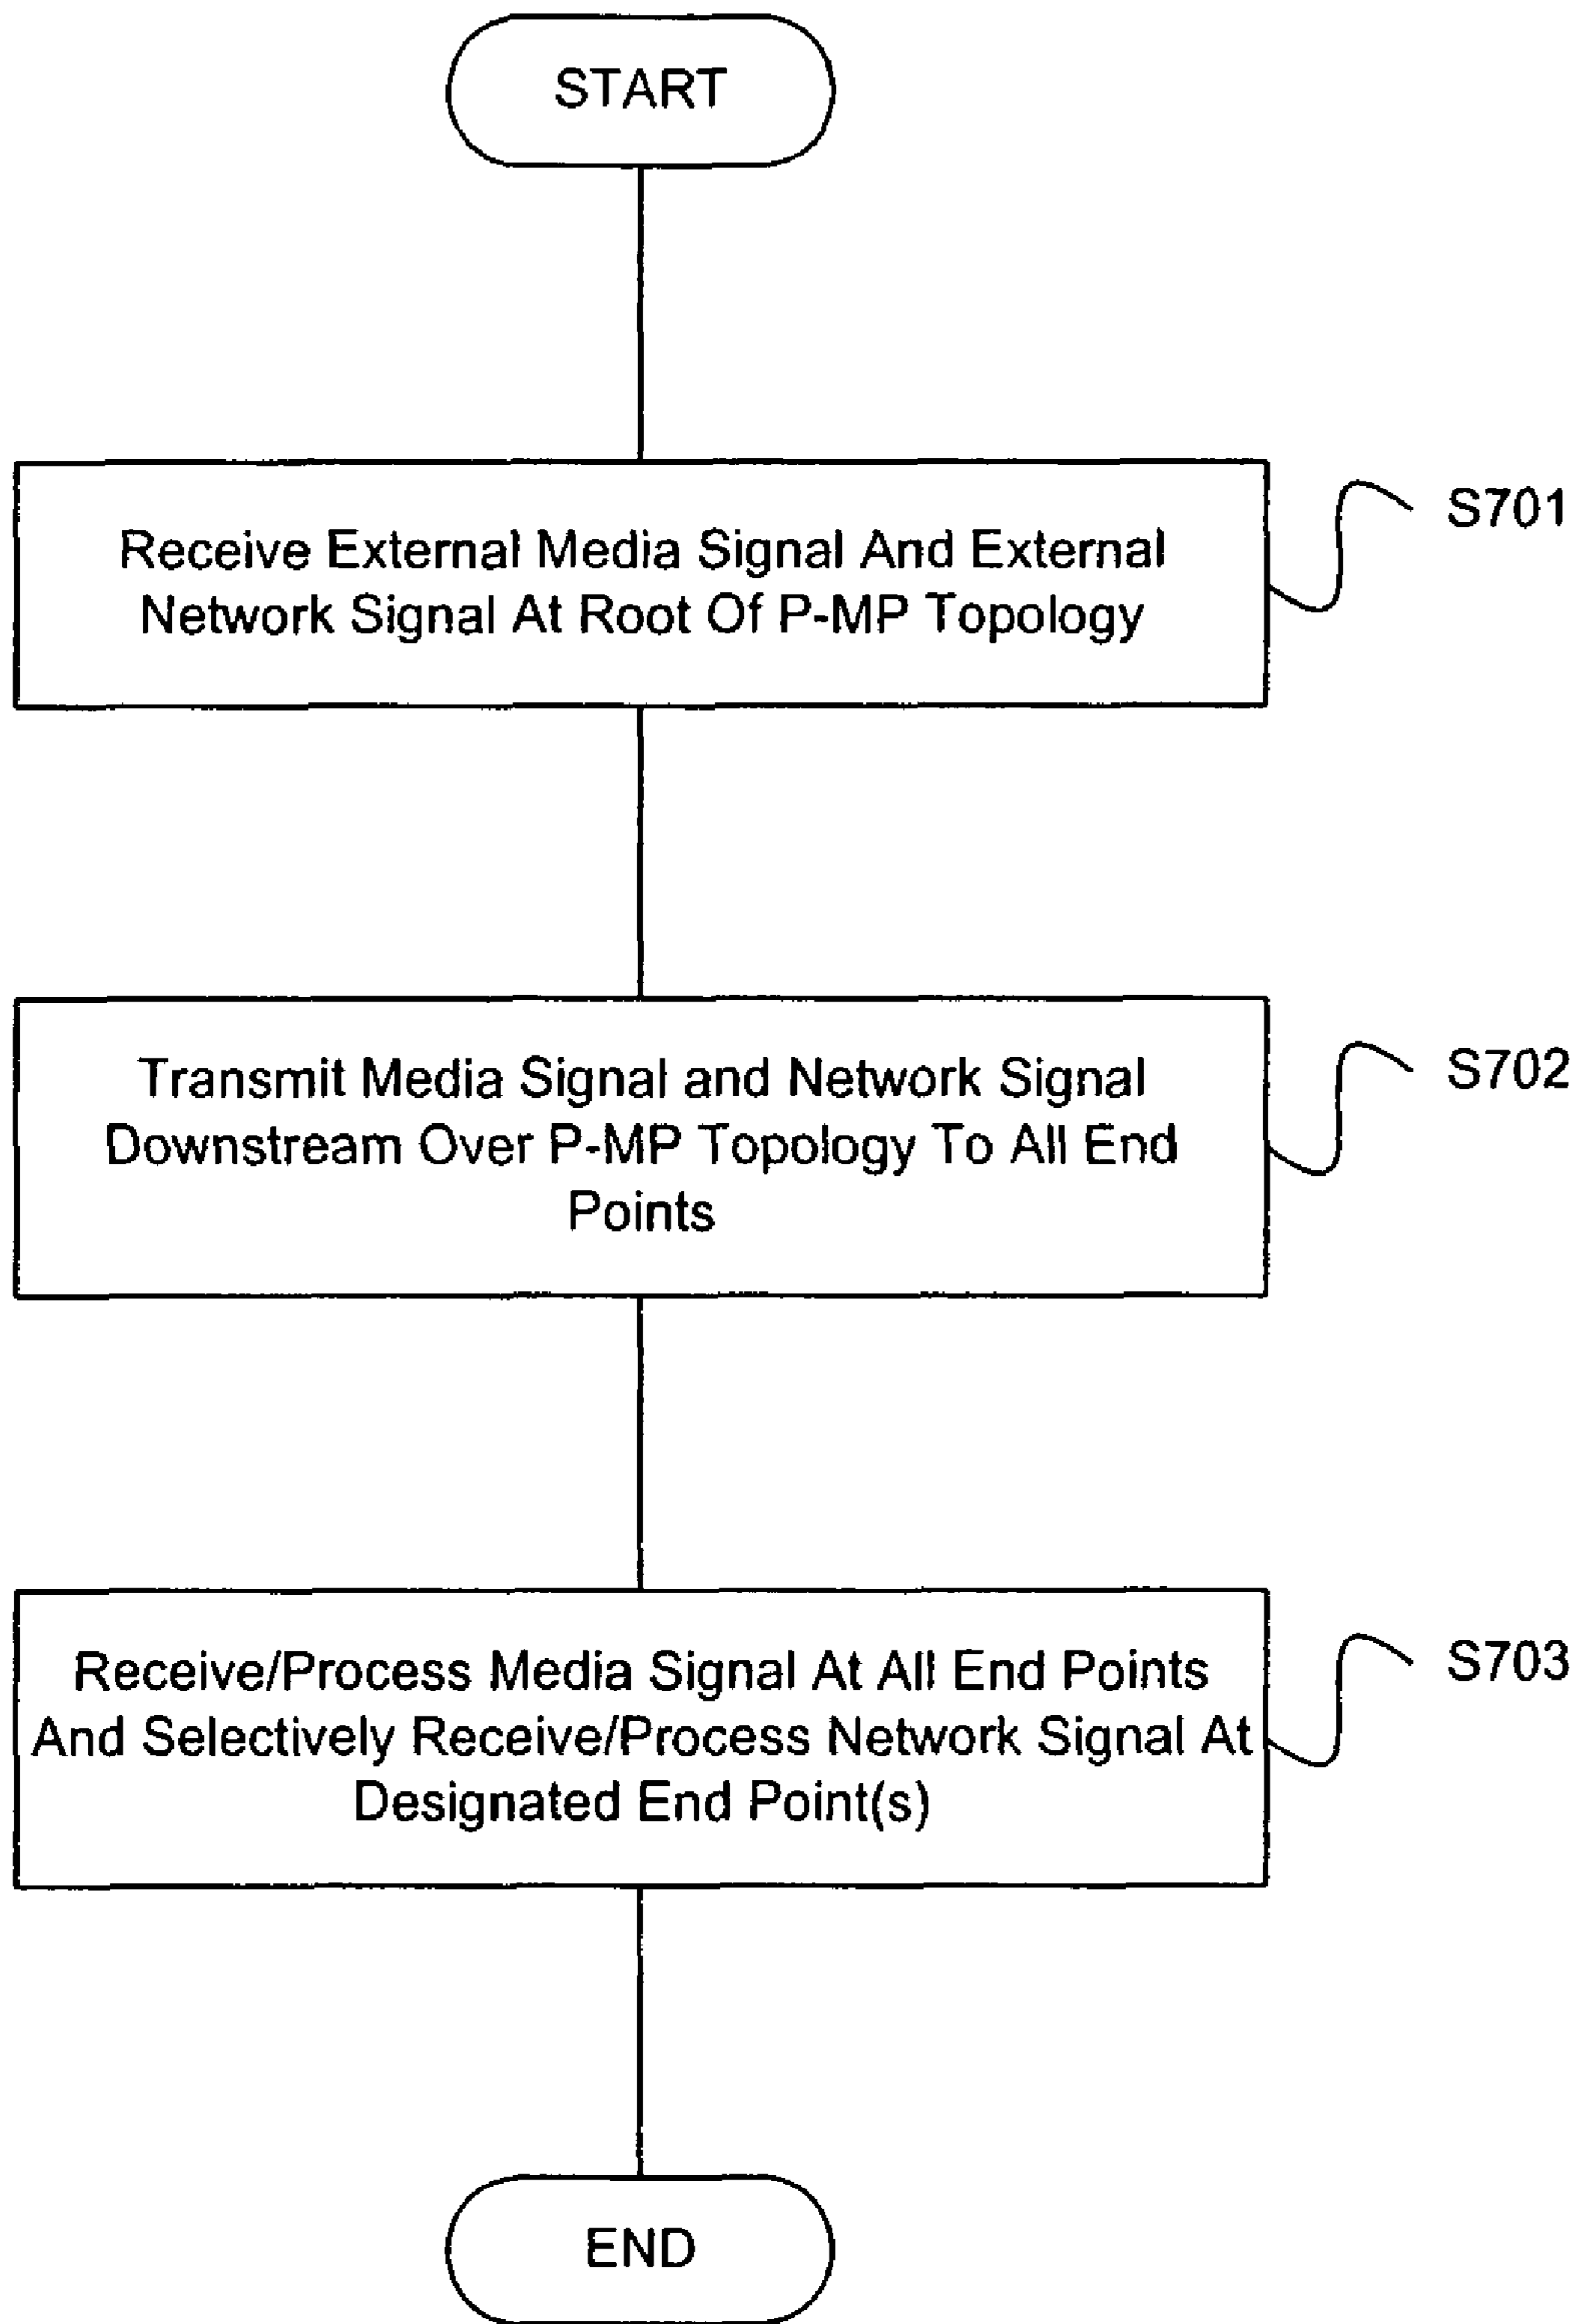 START
Receive External Media Signal And External
Network Signal At Root Of P-MP Topology
S701
Transmit Media Signal and Network Signal
Downstream Over P-MP Topology To All End
Points
S702
Receive/Process Media Signal At All End Points
And Selectively Receive/Process Network Signal At
Designated End Point(s)
S703
END